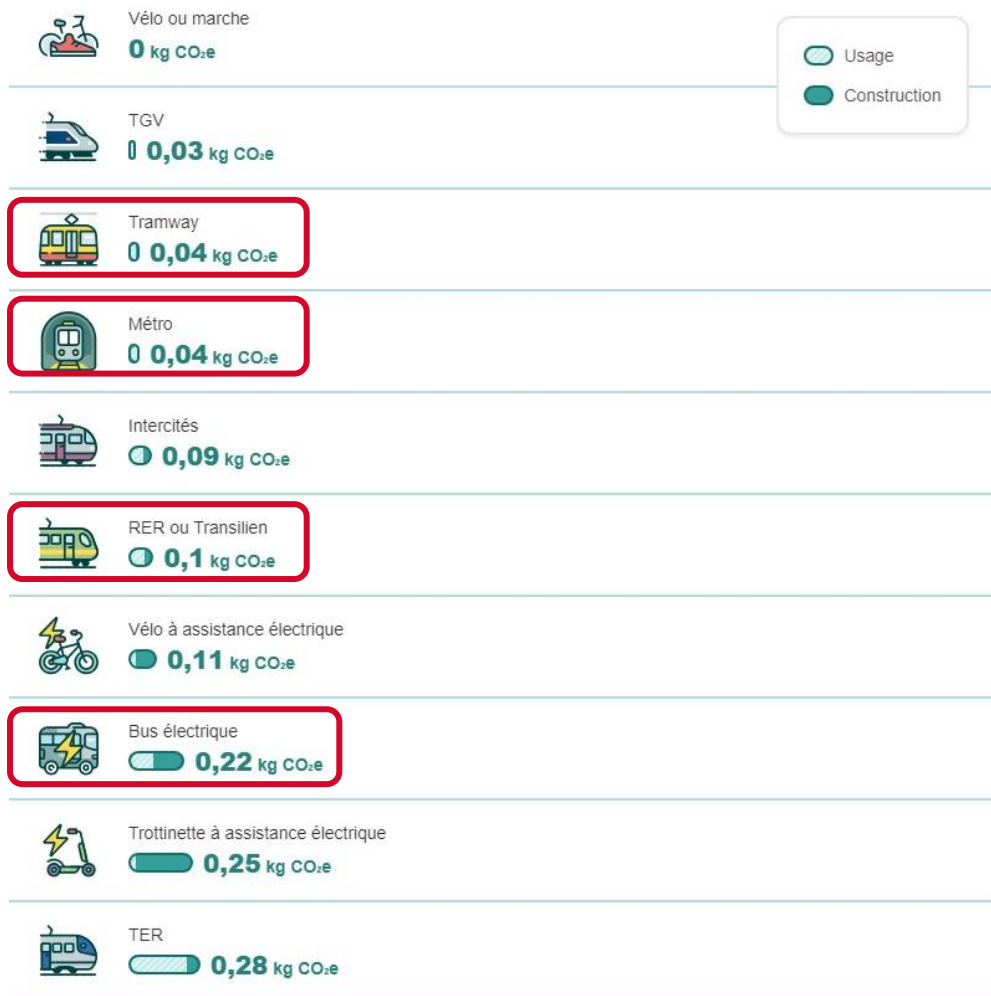 Vélo ou marche
0 kg CO₂e
Usage
Construction
TGV
0,03 kg CO₂e
Tramway
0,04 kg CO₂e
Métro
0,04 kg CO₂e
Intercités
0,09 kg CO₂e
RER ou Transilien
0,1 kg CO₂e
Vélo à assistance électrique
0,11 kg CO₂e
Bus électrique
0,22 kg CO₂e
Trottinette à assistance électrique
0,25 kg CO₂e
TER
0,28 kg CO₂e